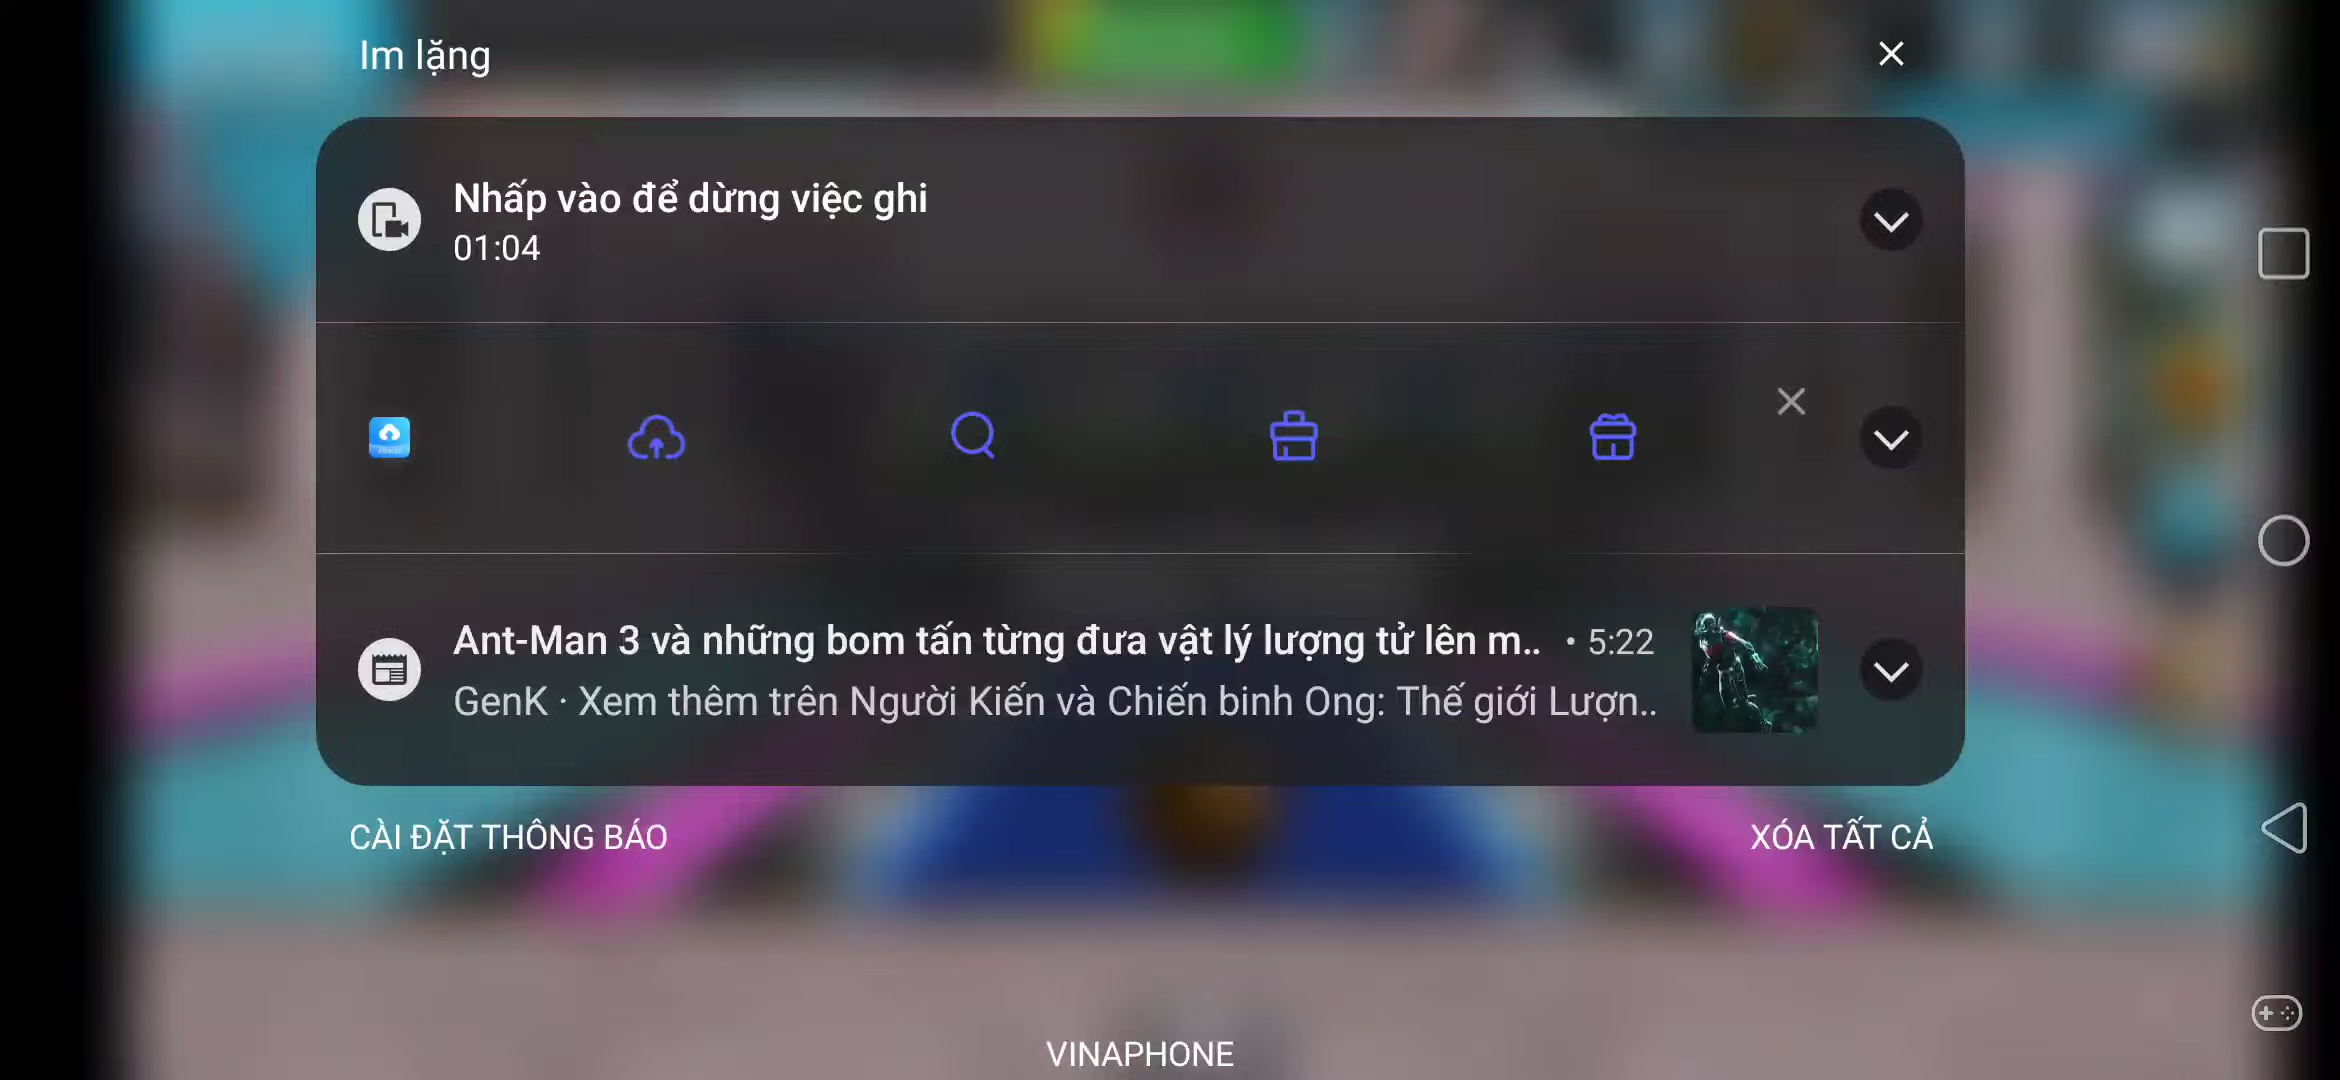 Im lặng
Nhấp vào để dừng việc ghi
01:04
Ant-Man 3 và những bom tấn từng đưa vật lý lượng tử lên m.. • 5:22
GenK · Xem thêm trên Người Kiến và Chiến binh Ong: Thế giới Lượn..
CÀI ĐẶT THÔNG BÁO
XÓA TẤT CẢ
VINAPHONE